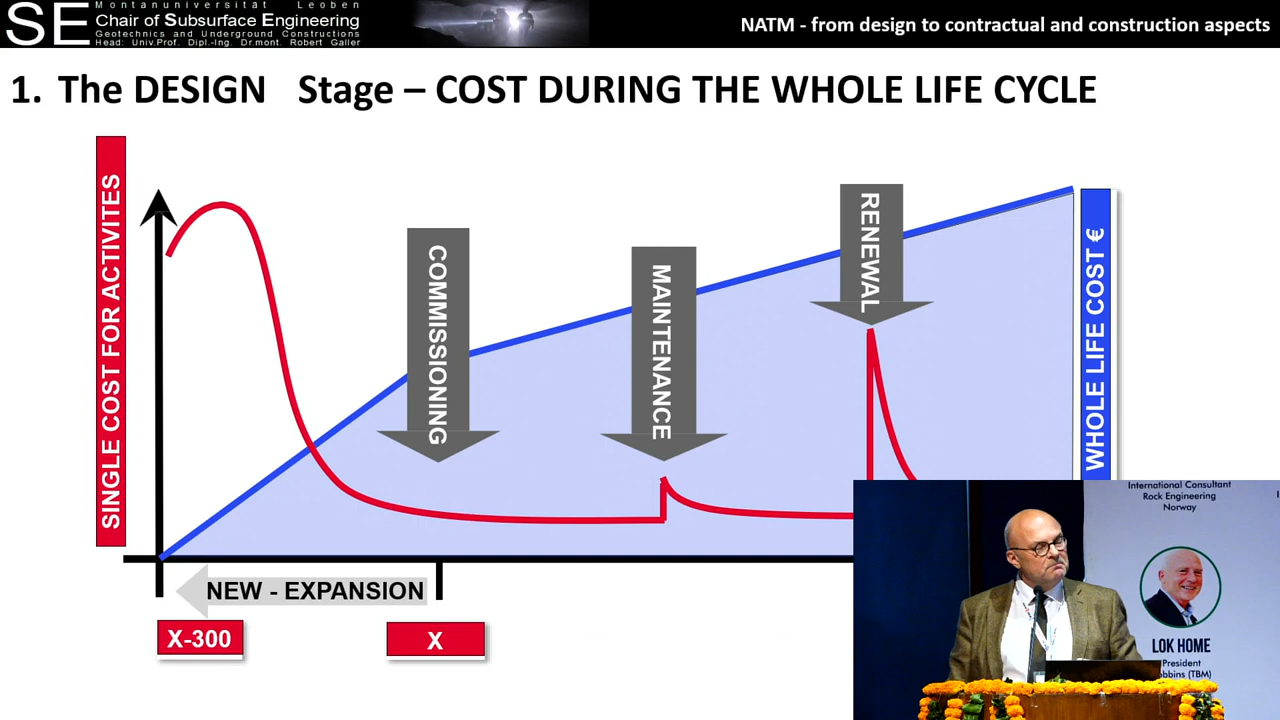 SE
Montanuniversität Leoben
Chair of Subsurface Engineering
Geotechnics and Underground Constructions
Head: Univ.Prof. Dipl.-Ing. Dr.mont. Robert Galler
NATM - from design to contractual and construction aspects
1. The DESIGN Stage – COST DURING THE WHOLE LIFE CYCLE
SINGLE COST FOR ACTIVITES
COMMISSIONING
MAINTENANCE
RENEWAL
WHOLE LIFE COST €
NEW - EXPANSION
X-300
X
International Consultant
Rock Engineering
Norway
LOK HOME
President
(TBM)